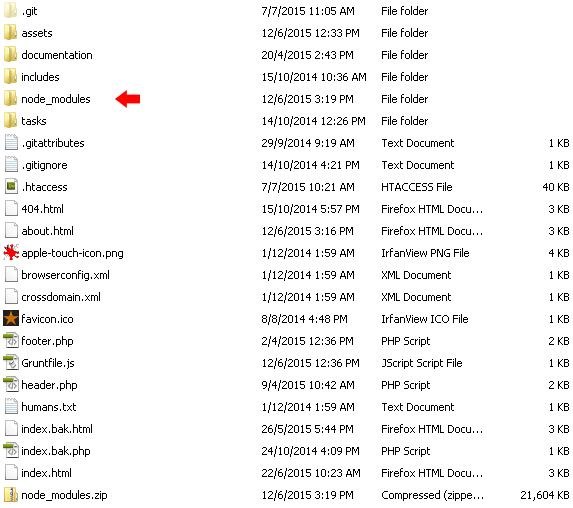 .git 7/7/2015 11:05 AM File folder
assets 12/6/2015 12:33 PM File folder
documentation 20/4/2015 2:43 PM File folder
includes 15/10/2014 10:36 AM File folder
node_modules 12/6/2015 3:19 PM File folder
tasks 14/10/2014 12:26 PM File folder
.gitattributes 29/9/2014 9:19 AM Text Document 1 KB
.gitignore 14/10/2014 4:21 PM Text Document 1 KB
.htaccess 7/7/2015 10:21 AM HTACCESS File 40 KB
404.html 15/10/2014 5:57 PM Firefox HTML Docu... 3 KB
about.html 12/6/2015 3:16 PM Firefox HTML Docu... 3 KB
apple-touch-icon.png 1/12/2014 1:59 AM IrfanView PNG File 4 KB
browserconfig.xml 1/12/2014 1:59 AM XML Document 1 KB
crossdomain.xml 1/12/2014 1:59 AM XML Document 1 KB
favicon.ico 8/8/2014 4:48 PM IrfanView ICO File 1 KB
footer.php 2/4/2015 12:36 PM PHP Script 2 KB
Gruntfile.js 12/6/2015 12:36 PM JScript Script File 1 KB
header.php 9/4/2015 10:42 AM PHP Script 1 KB
humans.txt 1/12/2014 1:59 AM Text Document 1 KB
index.bak.html 26/5/2015 5:44 PM Firefox HTML Docu... 3 KB
index.bak.php 24/10/2014 4:09 PM PHP Script 1 KB
index.html 22/6/2015 10:23 AM Firefox HTML Docu... 3 KB
node_modules.zip 12/6/2015 3:19 PM Compressed (zippe... 21,604 KB